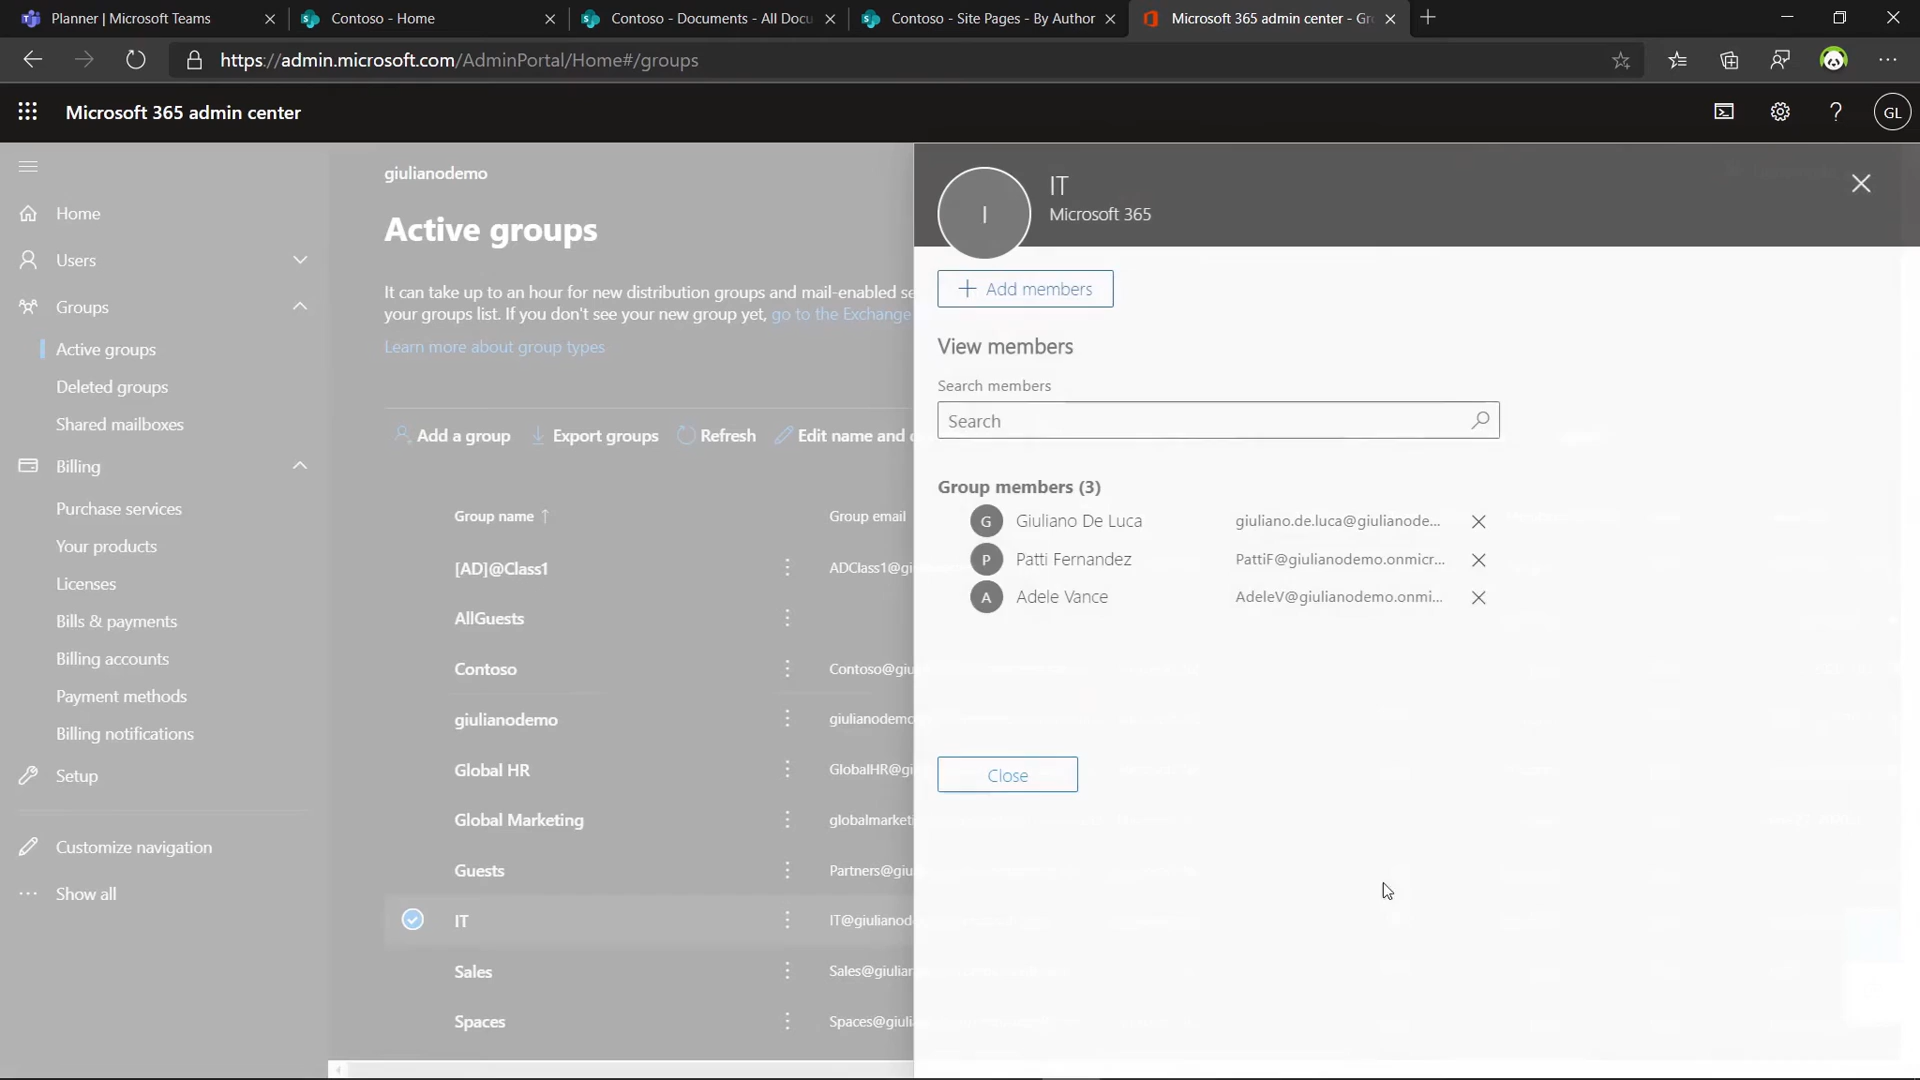 Planner | Microsoft Teams
Contoso - Home
Contoso - Documents - All Docu
Contoso - Site Pages - By Author
Microsoft 365 admin center - Gr
https://admin.microsoft.com/AdminPortal/Home#/groups
Microsoft 365 admin center
GL
Home
Users
Groups
Active groups
Deleted groups
Shared mailboxes
Billing
Purchase services
Your products
Licenses
Bills & payments
Billing accounts
Payment methods
Billing notifications
Setup
Customize navigation
Show all
giulianodemo
Active groups
It can take up to an hour for new distribution groups and mail-enabled se
your groups list. If you don't see your new group yet, go to the Exchange
Learn more about group types
Add a group
Export groups
Refresh
Edit name and d
Group name ↑
Group email
[AD]@Class1
ADClass1@gi
AllGuests
Contoso
Contoso@giu
giulianodemo
giulianodemo
Global HR
GlobalHR@gi
Global Marketing
globalmarketi
Guests
Partners@giu
IT
IT@giulianod
Sales
Sales@giulian
Spaces
Spaces@giulia
I
IT
Microsoft 365
Add members
View members
Search members
Search
Group members (3)
G Giuliano De Luca giuliano.de.luca@giulianode...
P Patti Fernandez PattiF@giulianodemo.onmicr...
A Adele Vance AdeleV@giulianodemo.onmi...
Close